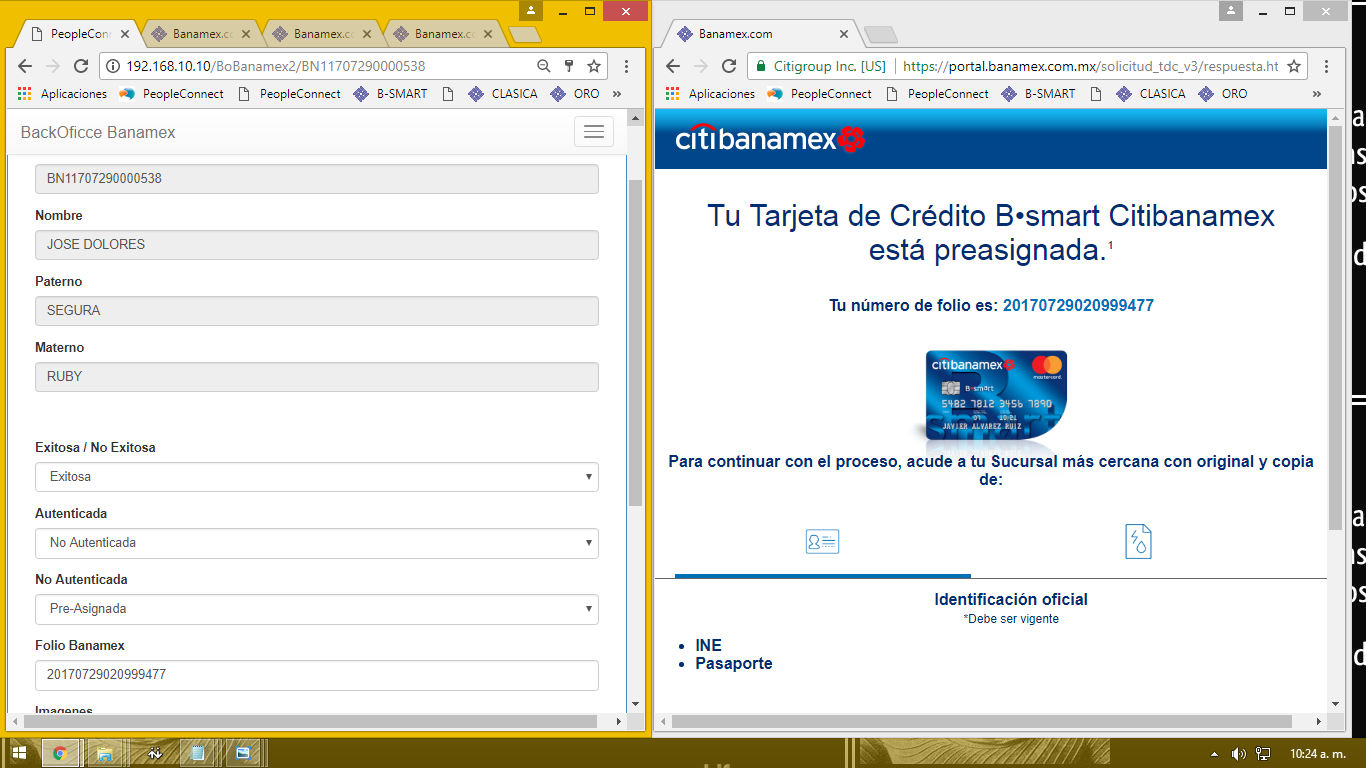 PeopleCon
Banamex.c
Banamex.c
Banamex.c
192.168.10.10/BoBanamex2/BN11707290000538
Aplicaciones
PeopleConnect
PeopleConnect
B-SMART
CLASICA
ORO
»
BackOficce Banamex
BN11707290000538
Nombre
JOSE DOLORES
Paterno
SEGURA
Materno
RUBY
Exitosa / No Exitosa
Exitosa
Autenticada
No Autenticada
No Autenticada
Pre-Asignada
Folio Banamex
20170729020999477
Imagenes
Banamex.com
Citigroup Inc. [US]
https://portal.banamex.com.mx/solicitud_tdc_v3/respuesta.ht
Aplicaciones
PeopleConnect
PeopleConnect
B-SMART
CLASICA
ORO
»
citibanamex
Tu Tarjeta de Crédito B•smart Citibanamex
está preasignada.1
Tu número de folio es: 20170729020999477
citibanamex
mastercard.
B•smart
5482 7812 3456 7890
JAVIER ALVAREZ RUIZ
Para continuar con el proceso, acude a tu Sucursal más cercana con original y copia
de:
Identificación oficial
*Debe ser vigente
• INE
• Pasaporte
10:24 a. m.